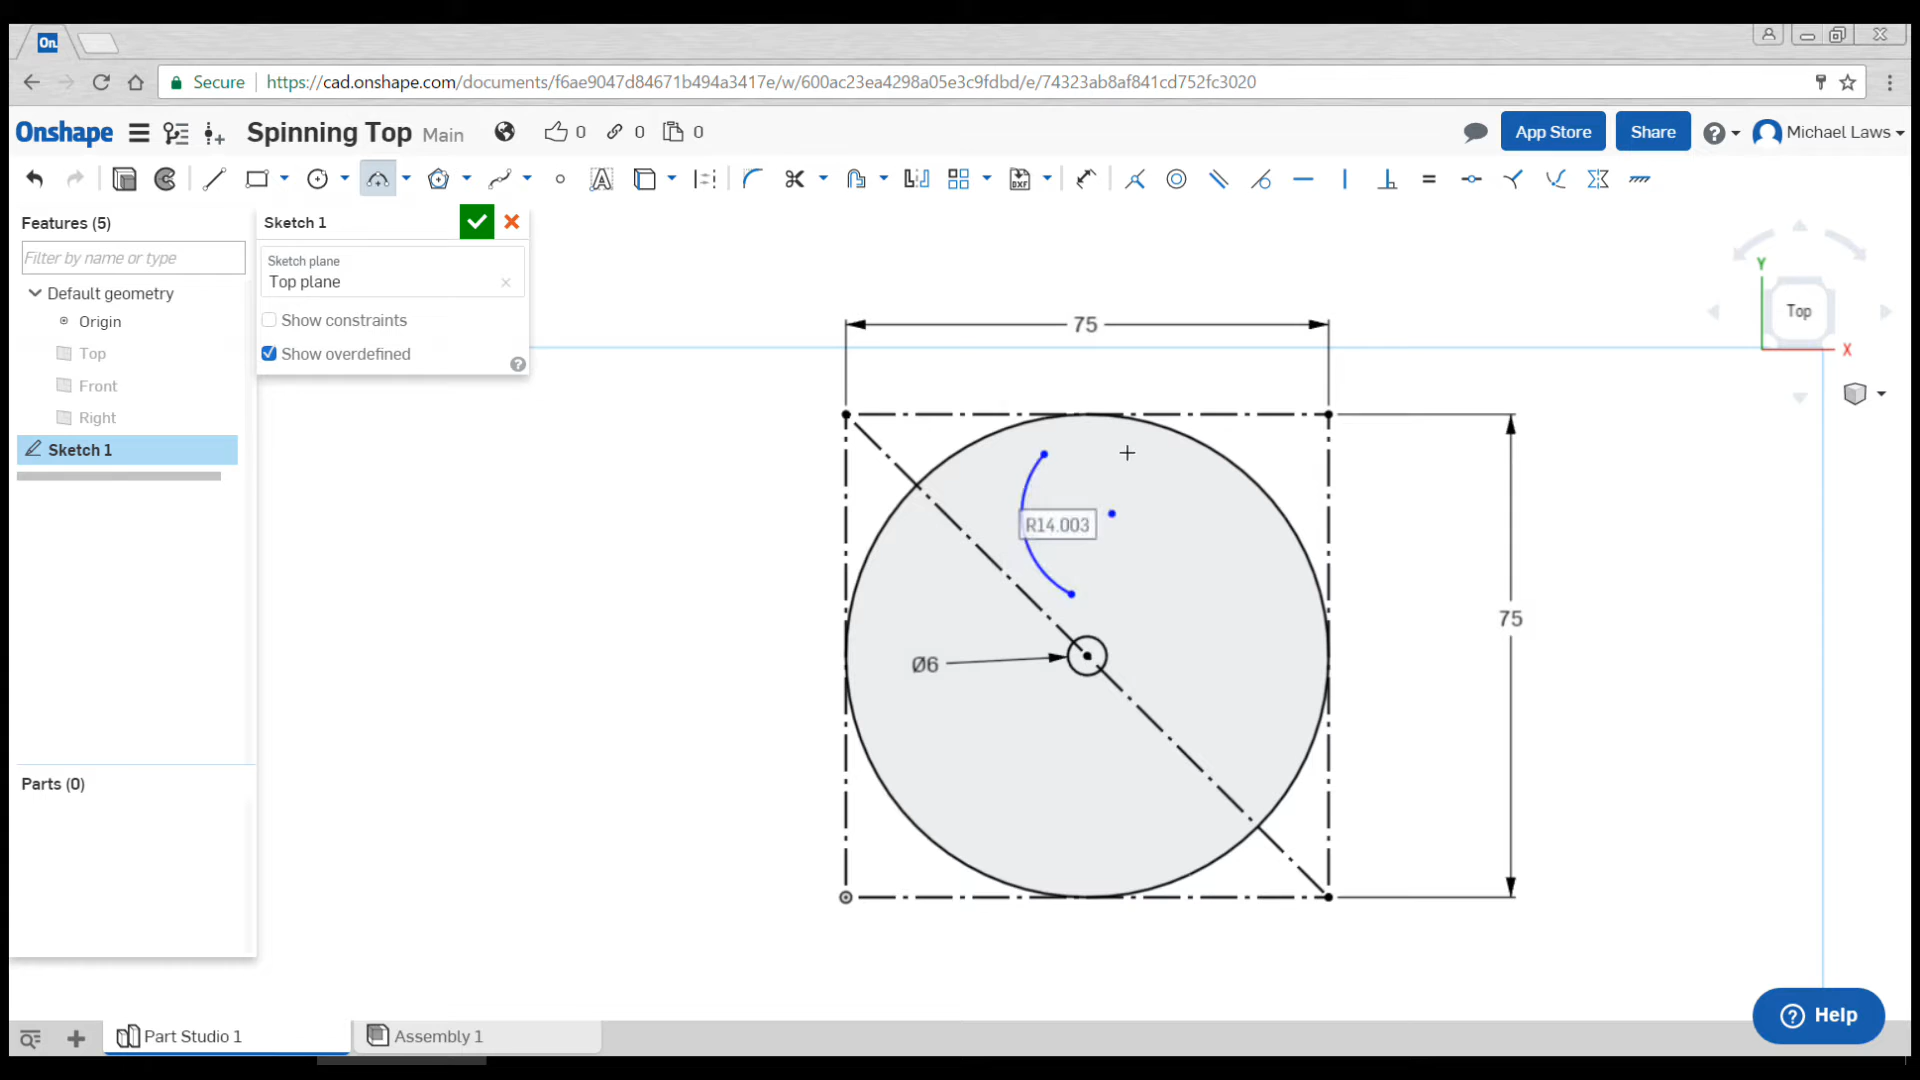 On
Secure https://cad.onshape.com/documents/f6ae9047d84671b494a3417e/w/600ac23ea4298a05e3c9fdbd/e/74323ab8af841cd752fc3020
Onshape Spinning Top Main 0 0 0 App Store Share Michael Laws
A DXF
Features (5)
Filter by name or type
Default geometry
Origin
Top
Front
Right
Sketch 1
Sketch 1
Sketch plane
Top plane
Show constraints
Show overdefined
75
R14.003
Ø6
75
Y
Top
X
Parts (0)
Help
Part Studio 1
Assembly 1